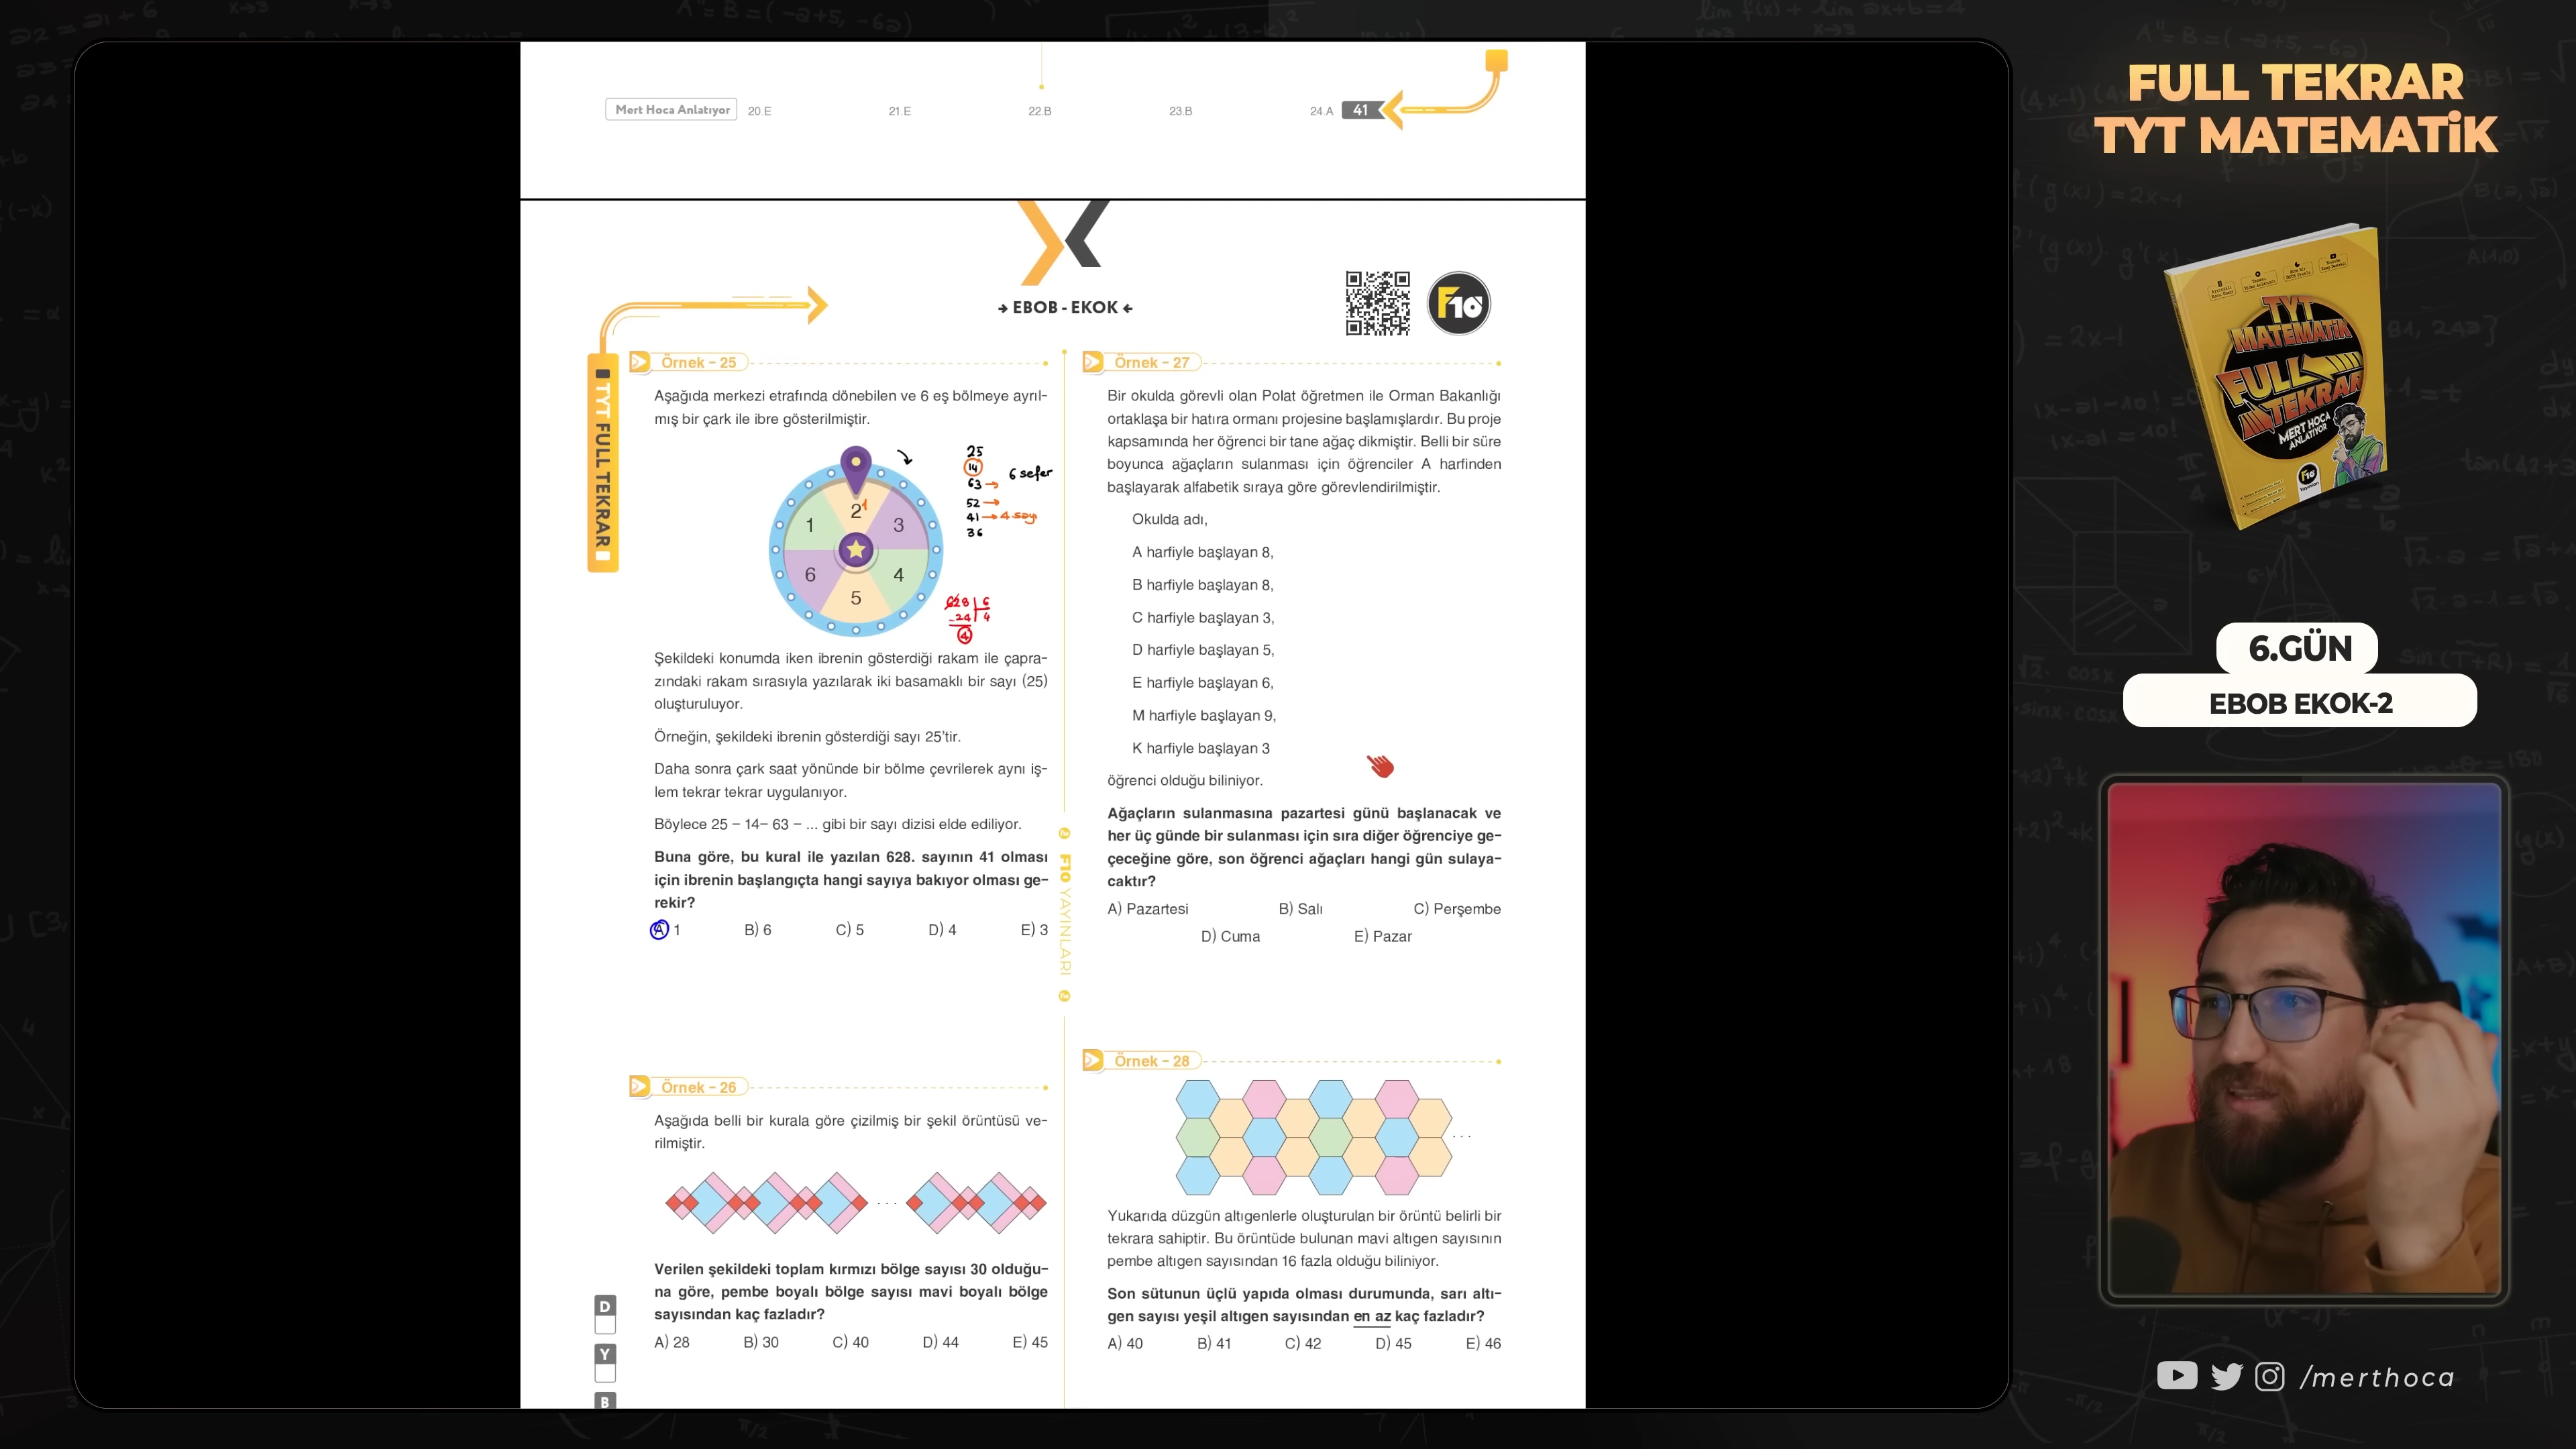 Mert Hoca Anlatıyor 20.E 21.E 22.B 23.B 24.A 41
→ EBOB - EKOK ←
F10
TYT FULL TEKRAR
Örnek – 25
Aşağıda merkezi etrafında dönebilen ve 6 eş bölmeye ayrıl-
mış bir çark ile ibre gösterilmiştir.
1
2
3
4
5
6
1
25
14
63 →
52 →
41 → 4 sayı
36
6 sefer
628 | 6
-24 4
4
Şekildeki konumda iken ibrenin gösterdiği rakam ile çapra-
zındaki rakam sırasıyla yazılarak iki basamaklı bir sayı (25)
oluşturuluyor.
Örneğin, şekildeki ibrenin gösterdiği sayı 25'tir.
Daha sonra çark saat yönünde bir bölme çevrilerek aynı iş-
lem tekrar tekrar uygulanıyor.
Böylece 25 – 14– 63 – ... gibi bir sayı dizisi elde ediliyor.
Buna göre, bu kural ile yazılan 628. sayının 41 olması
için ibrenin başlangıçta hangi sayıya bakıyor olması ge-
rekir?
A) 1 B) 6 C) 5 D) 4 E) 3
Örnek – 26
Aşağıda belli bir kurala göre çizilmiş bir şekil örüntüsü ve-
rilmiştir.
. . .
Verilen şekildeki toplam kırmızı bölge sayısı 30 olduğu-
na göre, pembe boyalı bölge sayısı mavi boyalı bölge
sayısından kaç fazladır?
A) 28 B) 30 C) 40 D) 44 E) 45
D
Y
B
F10 YAYINLARI
Örnek – 27
Bir okulda görevli olan Polat öğretmen ile Orman Bakanlığı
ortaklaşa bir hatıra ormanı projesine başlamışlardır. Bu proje
kapsamında her öğrenci bir tane ağaç dikmiştir. Belli bir süre
boyunca ağaçların sulanması için öğrenciler A harfinden
başlayarak alfabetik sıraya göre görevlendirilmiştir.
Okulda adı,
A harfiyle başlayan 8,
B harfiyle başlayan 8,
C harfiyle başlayan 3,
D harfiyle başlayan 5,
E harfiyle başlayan 6,
M harfiyle başlayan 9,
K harfiyle başlayan 3
öğrenci olduğu biliniyor.
Ağaçların sulanmasına pazartesi günü başlanacak ve
her üç günde bir sulanması için sıra diğer öğrenciye ge-
çeceğine göre, son öğrenci ağaçları hangi gün sulaya-
caktır?
A) Pazartesi B) Salı C) Perşembe
D) Cuma E) Pazar
Örnek – 28
. . .
Yukarıda düzgün altıgenlerle oluşturulan bir örüntü belirli bir
tekrara sahiptir. Bu örüntüde bulunan mavi altıgen sayısının
pembe altıgen sayısından 16 fazla olduğu biliniyor.
Son sütunun üçlü yapıda olması durumunda, sarı altı-
gen sayısı yeşil altıgen sayısından en az kaç fazladır?
A) 40 B) 41 C) 42 D) 45 E) 46
FULL TEKRAR
TYT MATEMATİK
TYT
MATEMATİK
FULL
TEKRAR
MERT HOCA
ANLATIYOR
F10
6.GÜN
EBOB EKOK-2
/merthoca